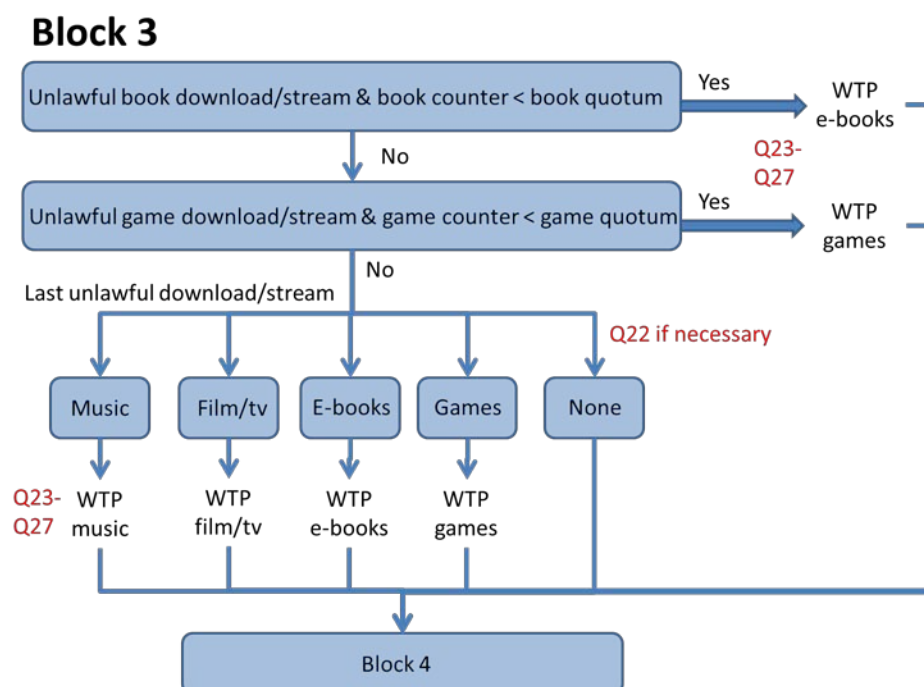 Block 3
Unlawful book download/stream & book counter < book quotum
Yes
WTP
e-books
No
Q23-
Q27
Unlawful game download/stream & game counter < game quotum
Yes
WTP
games
No
Last unlawful download/stream
Q22 if necessary
Music
Film/tv
E-books
Games
None
Q23-
Q27
WTP
music
WTP
film/tv
WTP
e-books
WTP
games
Block 4